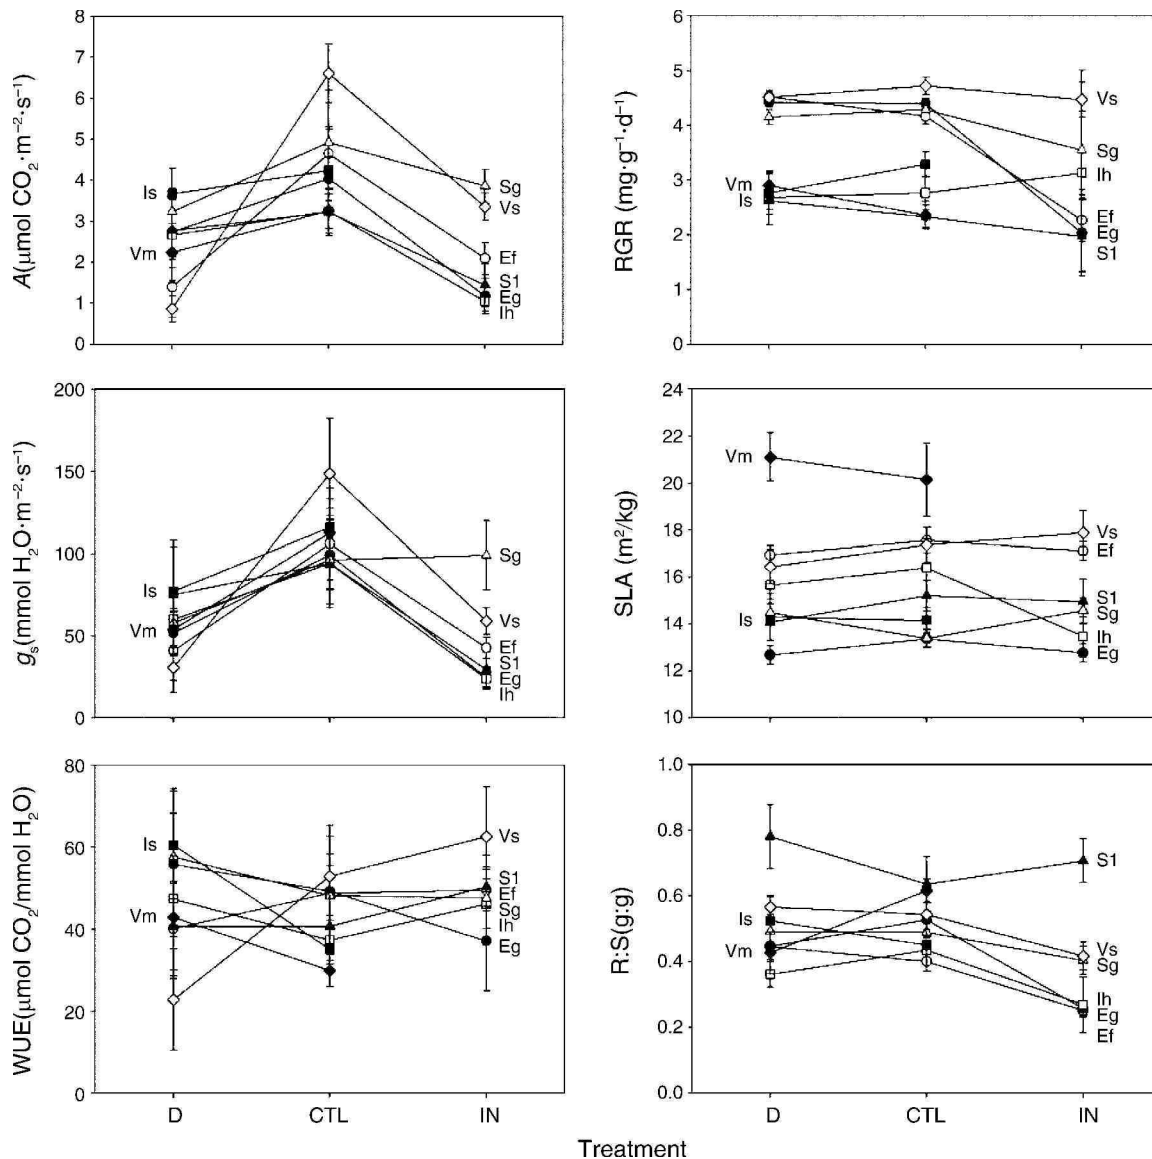 A(μmol CO2·m−2·s−1)
8
7
6
5
4
3
2
1
0
Is
Vm
Sg
Vs
Ef
S1
Eg
Ih
RGR (mg·g−1·d−1)
6
5
4
3
2
1
0
Vm
Is
Vs
Sg
Ih
Ef
Eg
S1
gs(mmol H2O·m−2·s−1)
200
150
100
50
0
Is
Vm
Sg
Vs
Ef
S1
Eg
Ih
SLA (m2/kg)
24
22
20
18
16
14
12
10
Vm
Is
Vs
Ef
S1
Sg
Ih
Eg
WUE(μmol CO2/mmol H2O)
80
60
40
20
0
Is
Vm
Vs
S1
Ef
Sg
Ih
Eg
D CTL IN
R:S(g:g)
1.0
0.8
0.6
0.4
0.2
0.0
Is
Vm
S1
Vs
Sg
Ih
Eg
Ef
D CTL IN
Treatment